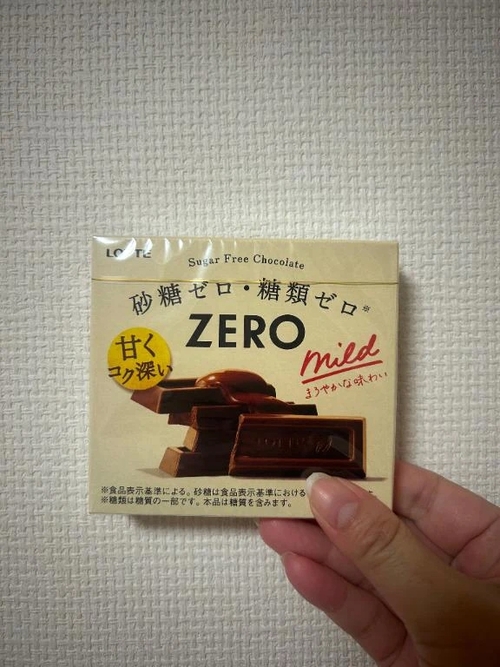 LOTTE
Sugar Free Chocolate
砂糖ゼロ・糖類ゼロ※
ZERO
甘く
コク深い
mild
まろやかな味わい
※食品表示基準による。砂糖は食品表示基準における
※糖類は糖質の一部です。本品は糖質を含みます。